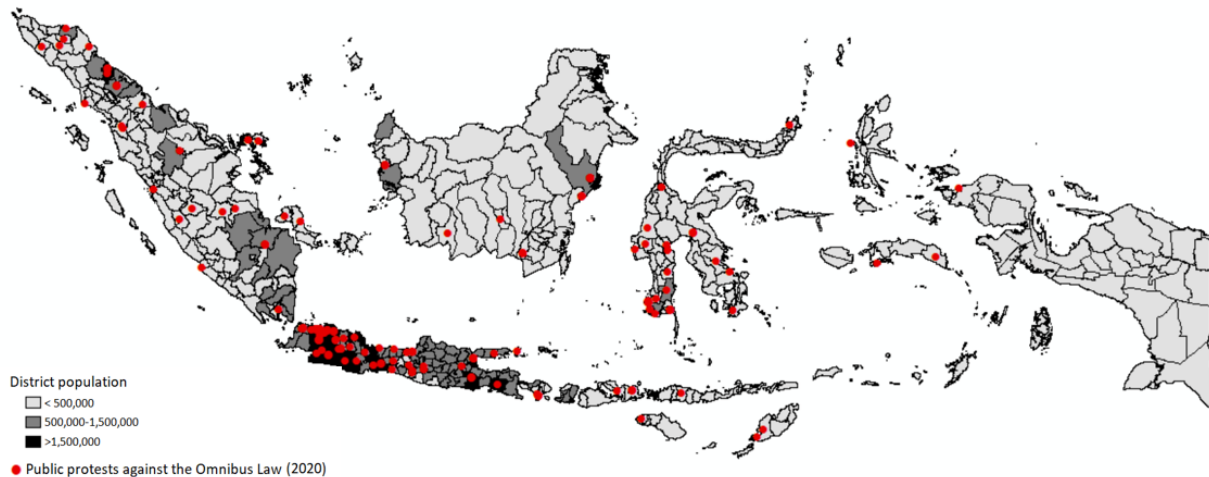 District population
< 500,000
500,000-1,500,000
>1,500,000
Public protests against the Omnibus Law (2020)